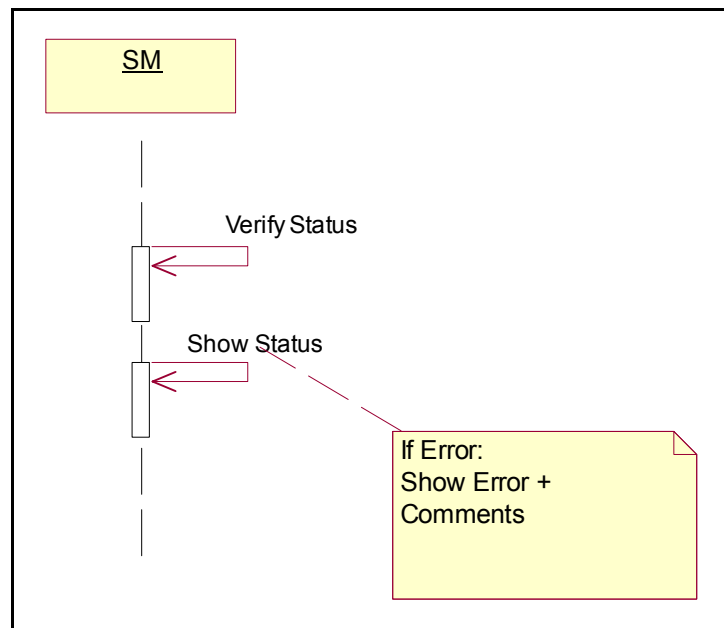 SM
Verify Status
Show Status
If Error:
Show Error +
Comments